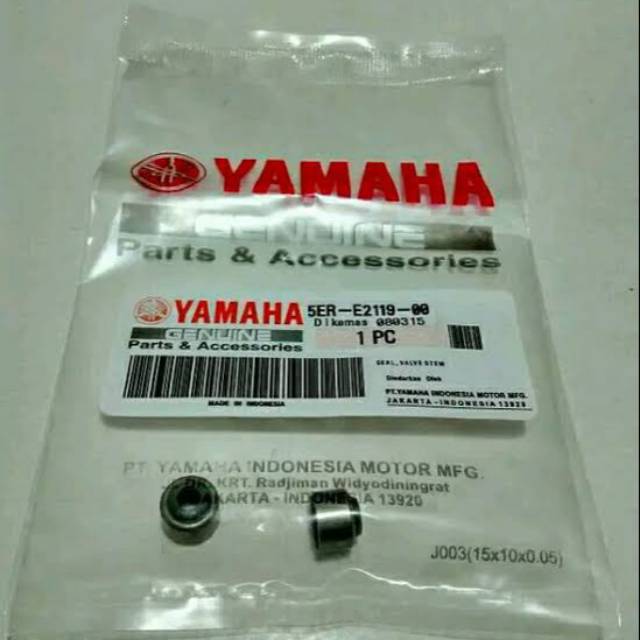 YAMAHA
GENUINE
Parts & Accessories
YAMAHA 5ER-E2119-00
GENUINE Dikemas 080315
Parts & Accessories 1 PC
SEAL, VALVE STEM
Diedarkan Oleh
PT.YAMAHA INDONESIA MOTOR MFG.
MADE IN INDONESIA JAKARTA - INDONESIA 13920
PT. YAMAHA INDONESIA MOTOR MFG.
KRT. Radjiman Widyodiningrat
JAKARTA - INDONESIA 13920
J003(15x10x0.05)